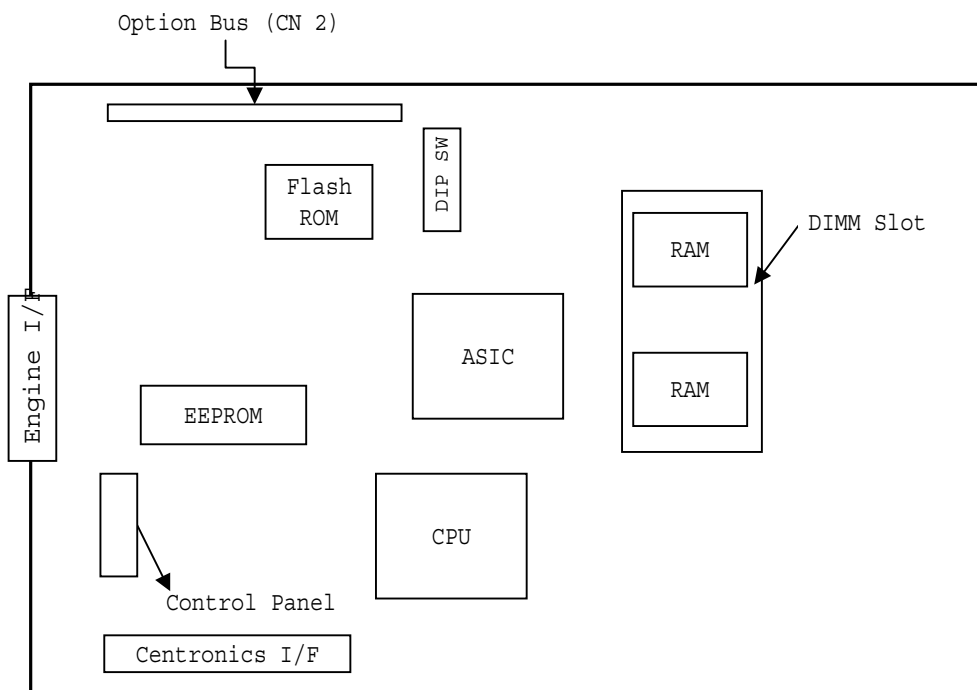 Option Bus (CN 2)
DIP SW
Flash
ROM
RAM
DIMM Slot
Engine I/F
ASIC
RAM
EEPROM
CPU
Control Panel
Centronics I/F